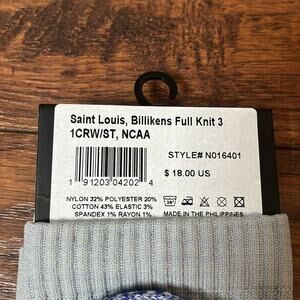 Saint Louis, Billikens Full Knit 3
1CRW/ST, NCAA
STYLE# N016401
1 91203 04202 4
$ 18.00 US
NYLON 32% POLYESTER 20%
COTTON 43% ELASTIC 3%
SPANDEX 1% RAYON 1%
MADE IN THE PHILIPPINES